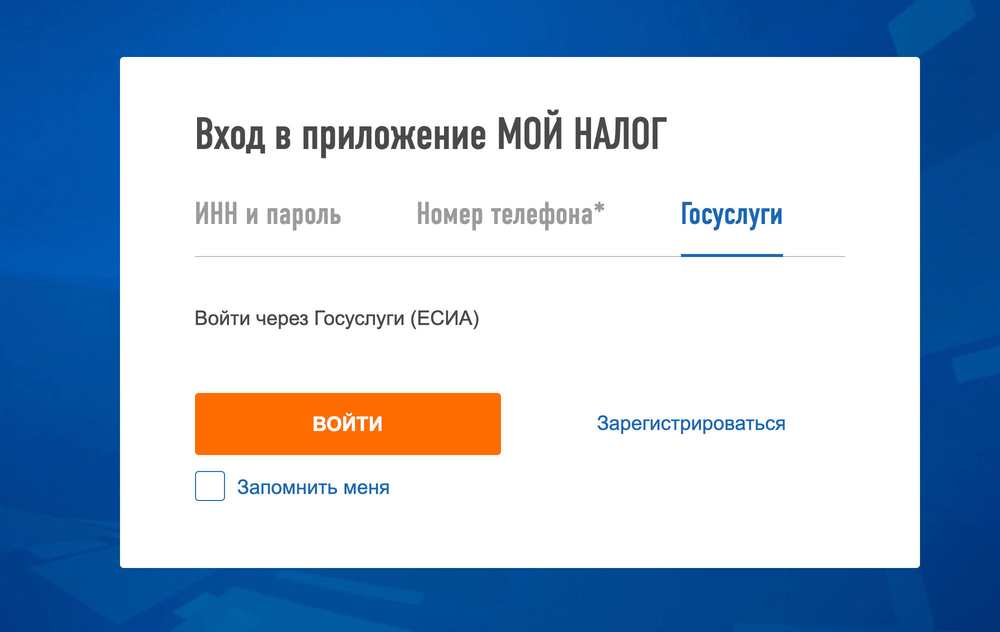 Вход в приложение МОЙ НАЛОГ
ИНН и пароль Номер телефона* Госуслуги
Войти через Госуслуги (ЕСИА)
ВОЙТИ Зарегистрироваться
Запомнить меня